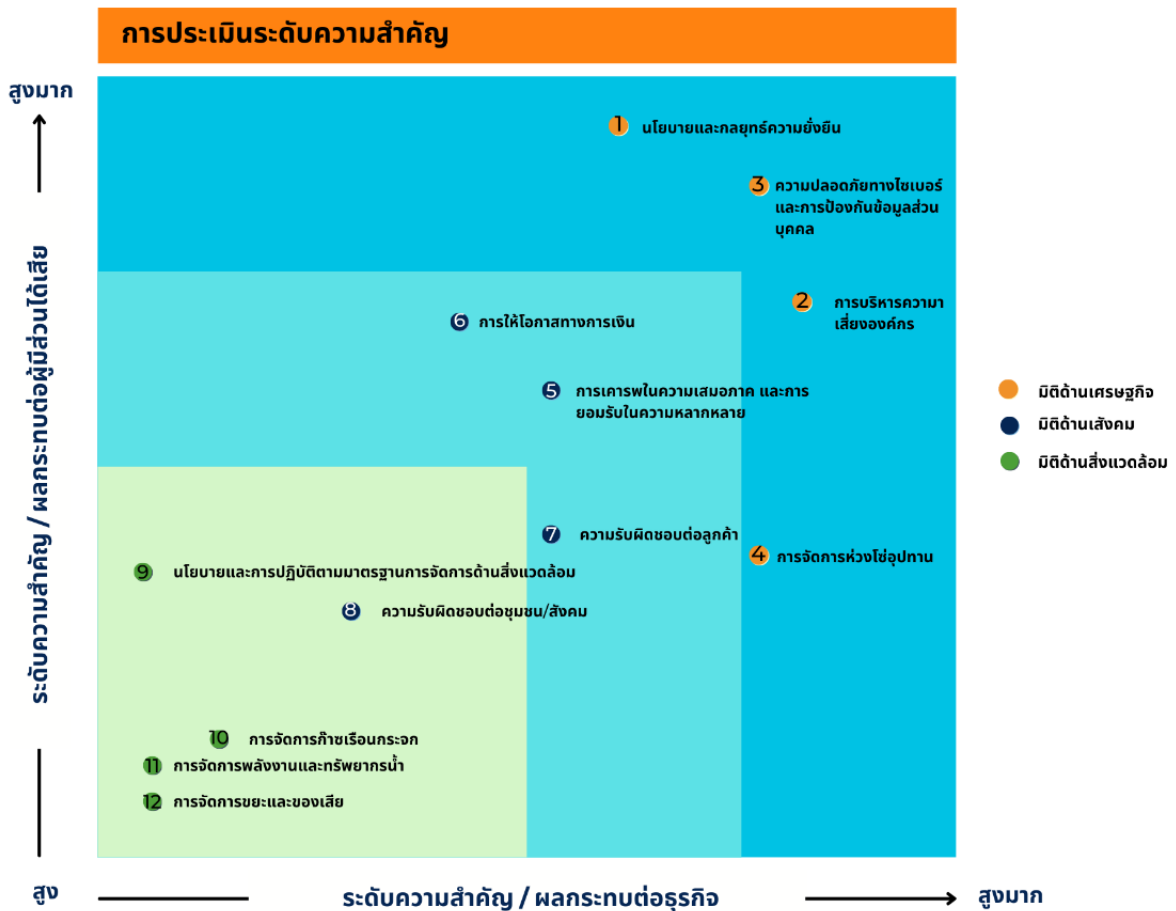 การประเมินระดับความสำคัญ
สูงมาก
1 นโยบายและกลยุทธ์ความยั่งยืน
3 ความปลอดภัยทางไซเบอร์
และการป้องกันข้อมูลส่วน
บุคคล
2 การบริหารความา
เสี่ยงองค์กร
6 การให้โอกาสทางการเงิน
5 การเคารพในความเสมอภาค และการ
ยอมรับในความหลากหลาย
มิติด้านเศรษฐกิจ
มิติด้านเสังคม
มิติด้านสิ่งแวดล้อม
7 ความรับผิดชอบต่อลูกค้า
4 การจัดการห่วงโซ่อุปทาน
9 นโยบายและการปฏิบัติตามมาตรฐานการจัดการด้านสิ่งแวดล้อม
8 ความรับผิดชอบต่อชุมชน/สังคม
10 การจัดการก๊าซเรือนกระจก
11 การจัดการพลังงานและทรัพยากรน้ำ
12 การจัดการขยะและของเสีย
ระดับความสำคัญ / ผลกระทบต่อผู้มีส่วนได้เสีย
สูง
ระดับความสำคัญ / ผลกระทบต่อธุรกิจ
สูงมาก